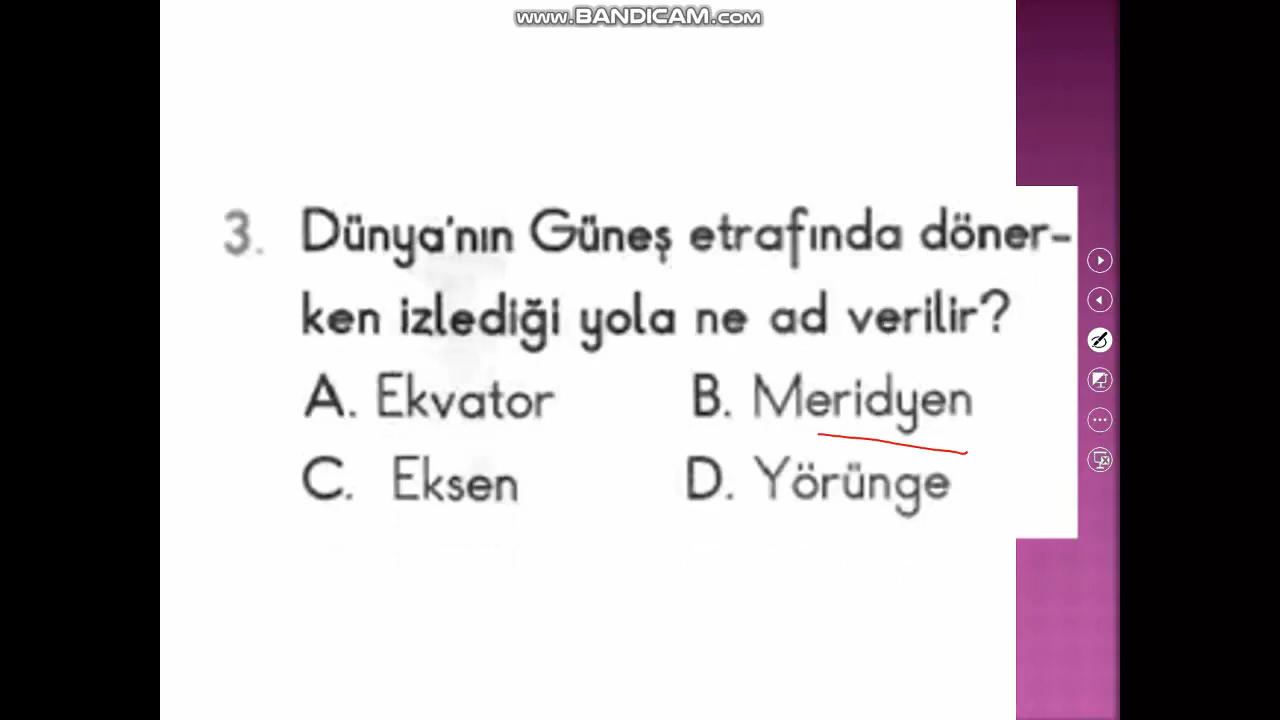 www.BANDICAM.com
3. Dünya'nın Güneş etrafında döner-
ken izlediği yola ne ad verilir?
A. Ekvator B. Meridyen
C. Eksen D. Yörünge